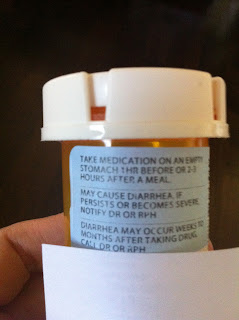 TAKE MEDICATION ON AN EMPTY
STOMACH 1HR BEFORE OR 2-3
HOURS AFTER A MEAL.
MAY CAUSE DIARRHEA. IF
PERSISTS OR BECOMES SEVERE,
NOTIFY DR OR RPH
DIARRHEA MAY OCCUR WEEKS TO
MONTHS AFTER TAKING DRUG.
CALL DR OR RPH